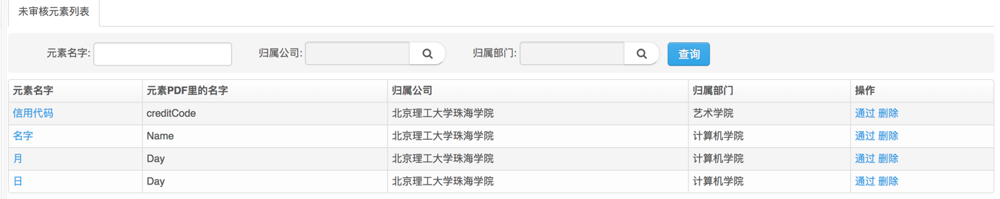 未审核元素列表
元素名字: 归属公司: 归属部门: 查询
元素名字 元素PDF里的名字 归属公司 归属部门 操作
信用代码 creditCode 北京理工大学珠海学院 艺术学院 通过 删除
名字 Name 北京理工大学珠海学院 计算机学院 通过 删除
月 Day 北京理工大学珠海学院 计算机学院 通过 删除
日 Day 北京理工大学珠海学院 计算机学院 通过 删除